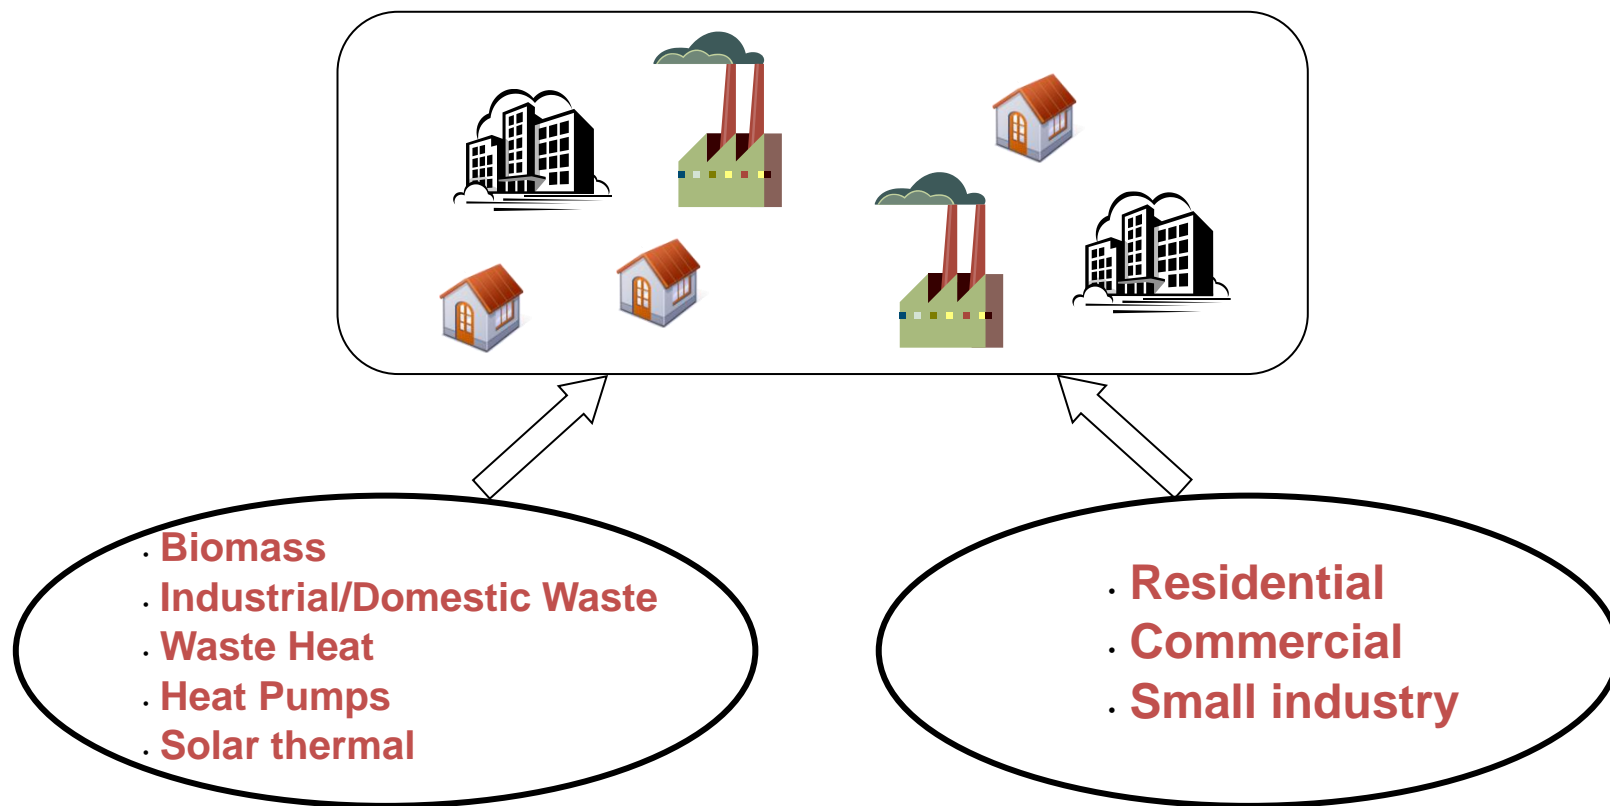 . Biomass
. Industrial/Domestic Waste
. Waste Heat
. Heat Pumps
. Solar thermal
. Residential
. Commercial
. Small industry